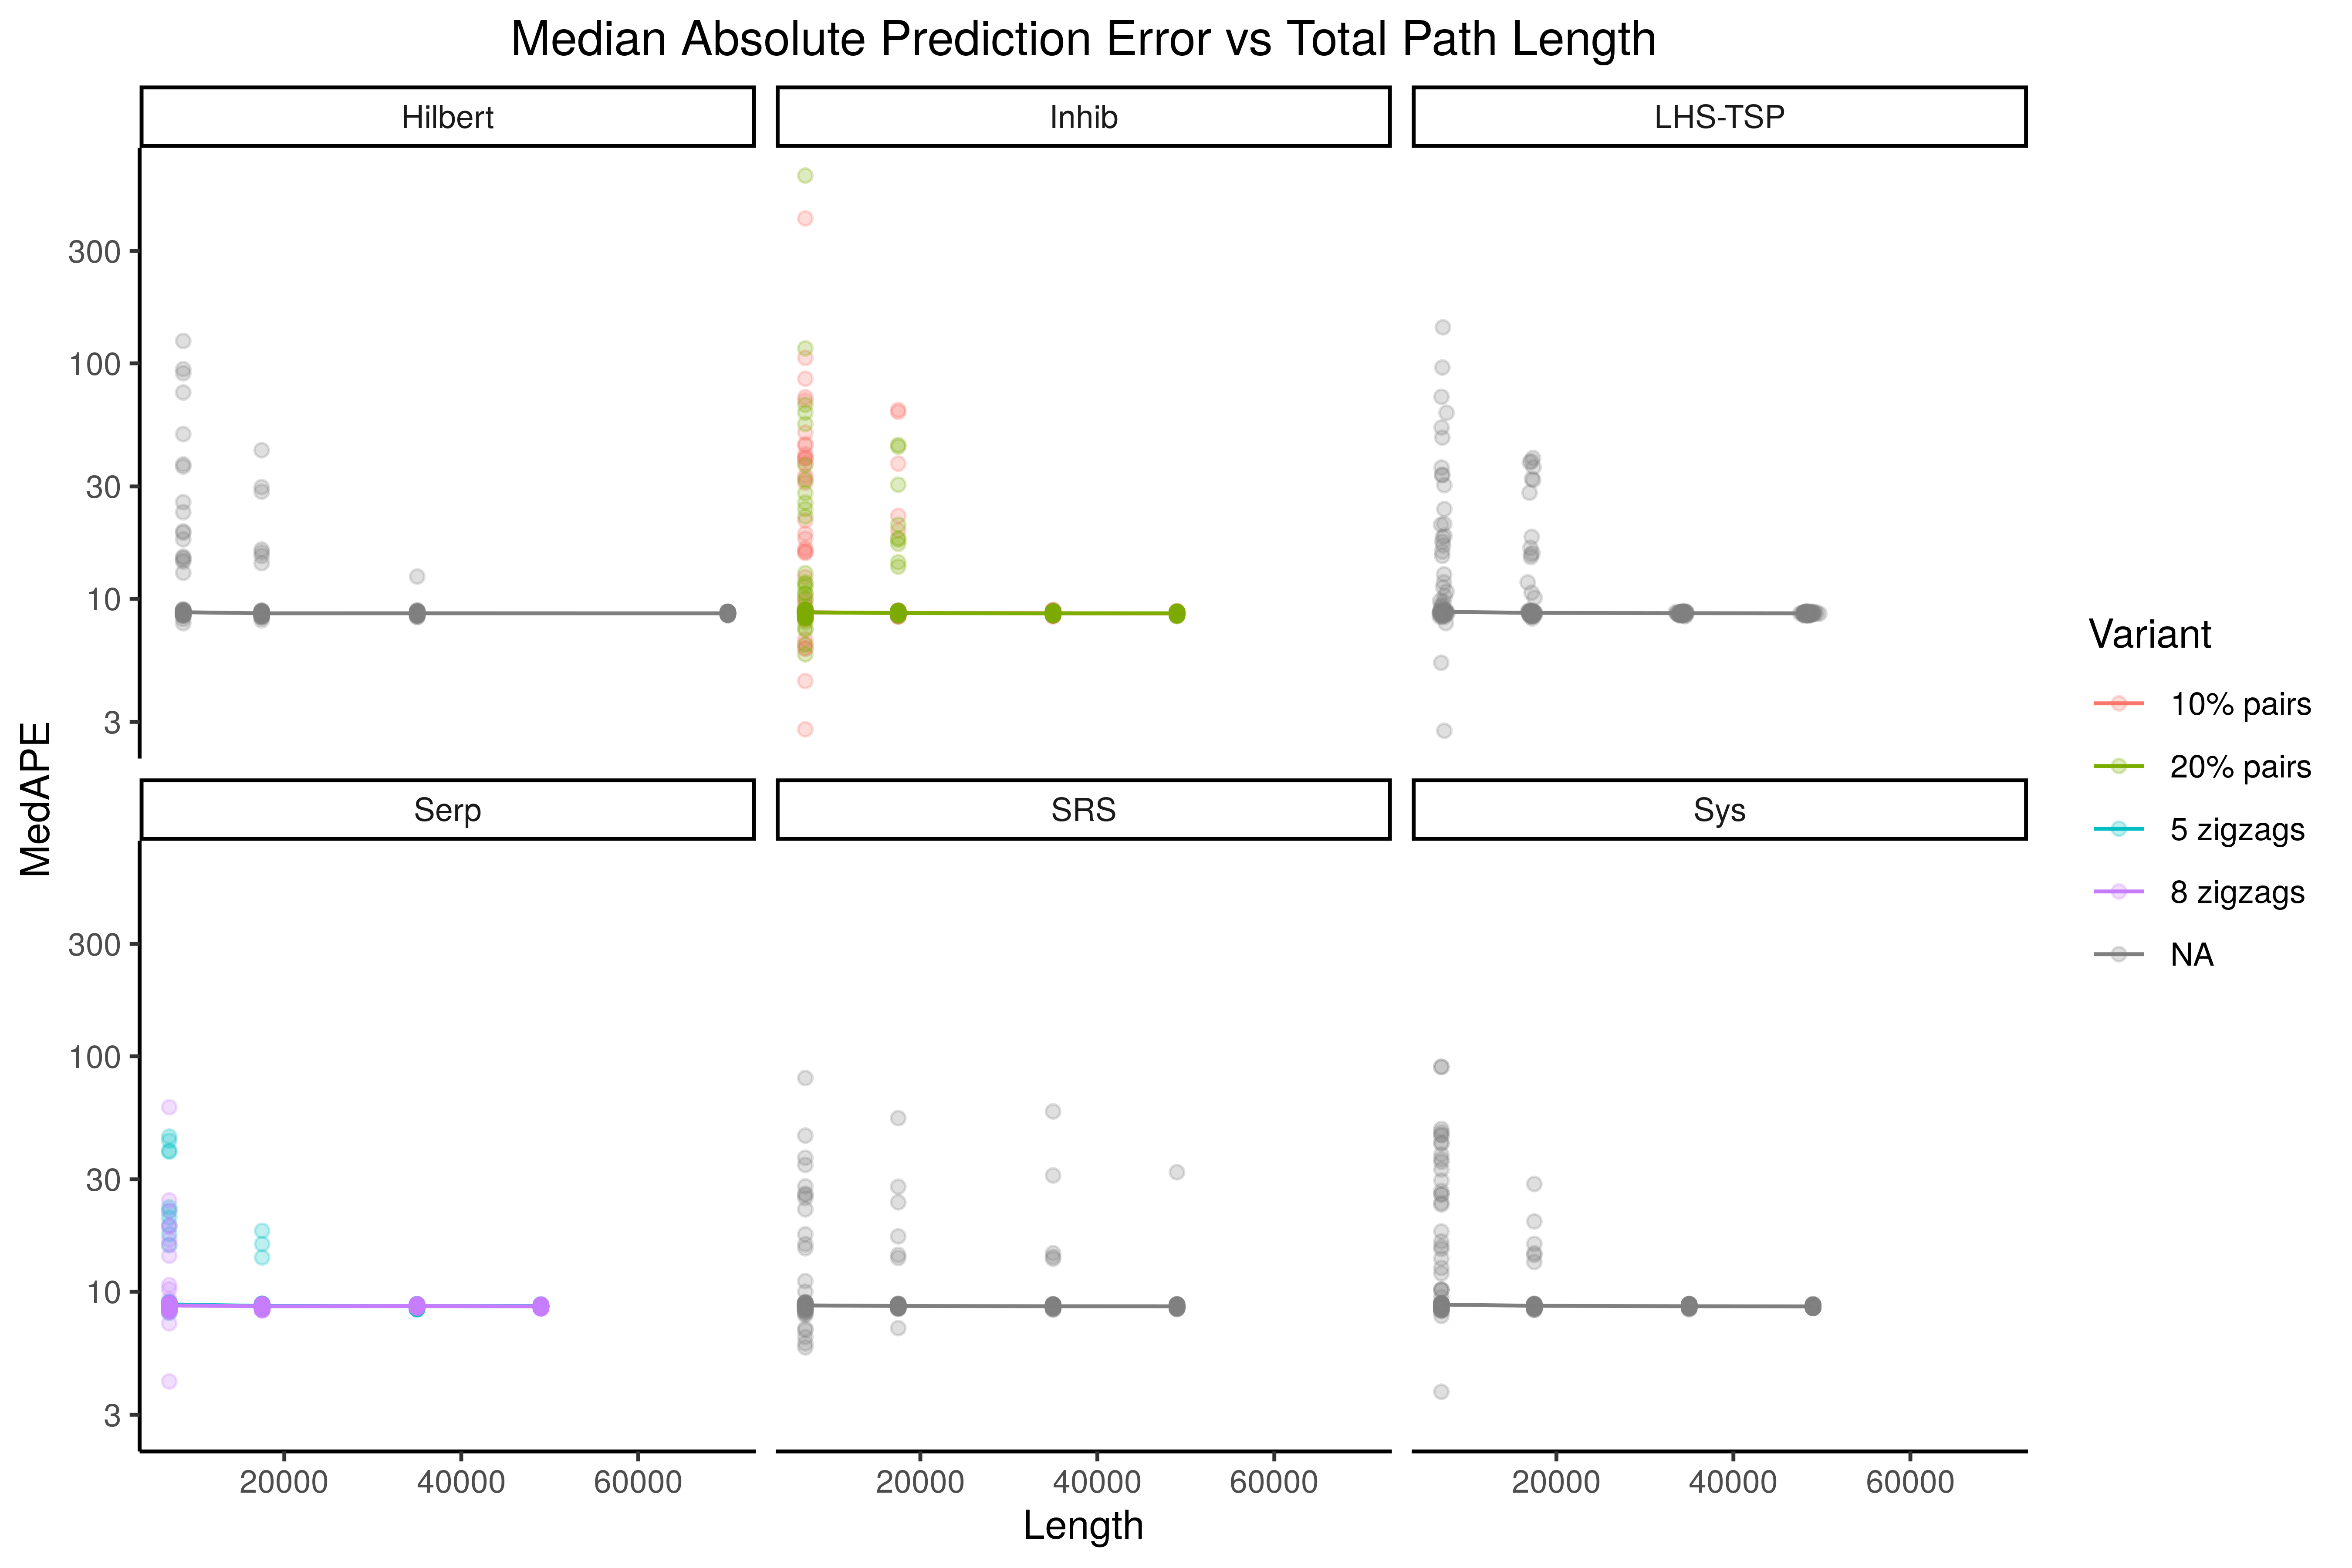 Median Absolute Prediction Error vs Total Path Length
Hilbert
Inhib
LHS-TSP
300
100
30
10
3
Serp
SRS
Sys
300
100
30
10
3
20000
40000
60000
20000
40000
60000
20000
40000
60000
Length
MedAPE
Variant
10% pairs
20% pairs
5 zigzags
8 zigzags
NA